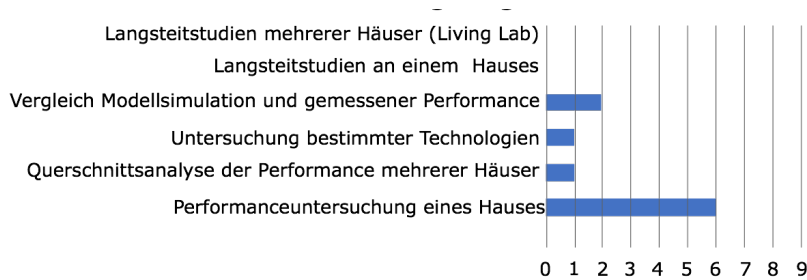 Langsteitstudien mehrerer Häuser (Living Lab)
Langsteitstudien an einem Hauses
Vergleich Modellsimulation und gemessener Performance
Untersuchung bestimmter Technologien
Querschnittsanalyse der Performance mehrerer Häuser
Performanceuntersuchung eines Hauses
0 1 2 3 4 5 6 7 8 9